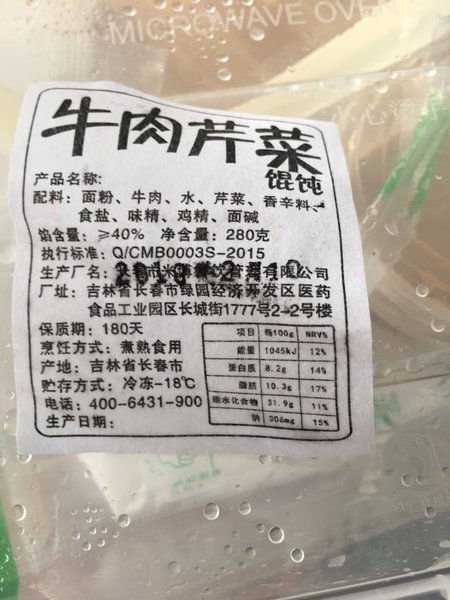 MICROWAVE OVEN
牛肉芹菜
馄饨
产品名称:
配料: 面粉、牛肉、水、芹菜、香辛料、
食盐、味精、鸡精、面碱
馅含量: ≥40% 净含量: 280克
执行标准: Q/CMB0003S-2015
生产厂名: 市米 餐饮管理有限公司
厂址: 吉林省长春市绿园经济开发区医药
食品工业园区长城街1777号2-2号楼
保质期: 180天
烹饪方式: 煮熟食用
产地: 吉林省长春市
贮存方式: 冷冻-18℃
电话: 400-6431-900
生产日期:
项目 每100g NRV%
能量 1045kJ 12%
蛋白质 8.2g 14%
脂肪 10.3g 17%
碳水化合物 31.9g 11%
钠 306mg 15%